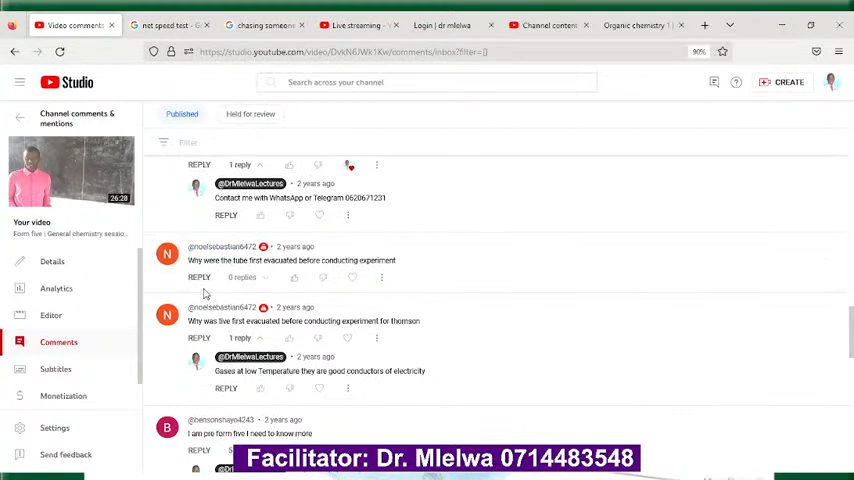 Video comments
net speed test - G
chasing someone
Live streaming - Y
Login | dr mlelwa
Channel content
Organic chemistry 1 |
https://studio.youtube.com/video/DvkN6JWk1Kw/comments/inbox?filter=[]
90%
Studio
Search across your channel
CREATE
Channel comments & mentions
26:28
Your video
Form five | General chemistry sessio...
Details
Analytics
Editor
Comments
Subtitles
Monetization
Settings
Send feedback
Published
Held for review
Filter
REPLY 1 reply
@DrMlelwaLectures • 2 years ago
Contact me with WhatsApp or Telegram 0620671231
REPLY
N
@noelsebastian6472 • 2 years ago
Why were the tube first evacuated before conducting experiment
REPLY 0 replies
N
@noelsebastian6472 • 2 years ago
Why was tive first evacuated before conducting experiment for thomson
REPLY 1 reply
@DrMlelwaLectures • 2 years ago
Gases at low Temperature they are good conductors of electricity
REPLY
B
@bensonshayo4243 • 2 years ago
I am pre form five I need to know more
REPLY
Facilitator: Dr. Mlelwa 0714483548